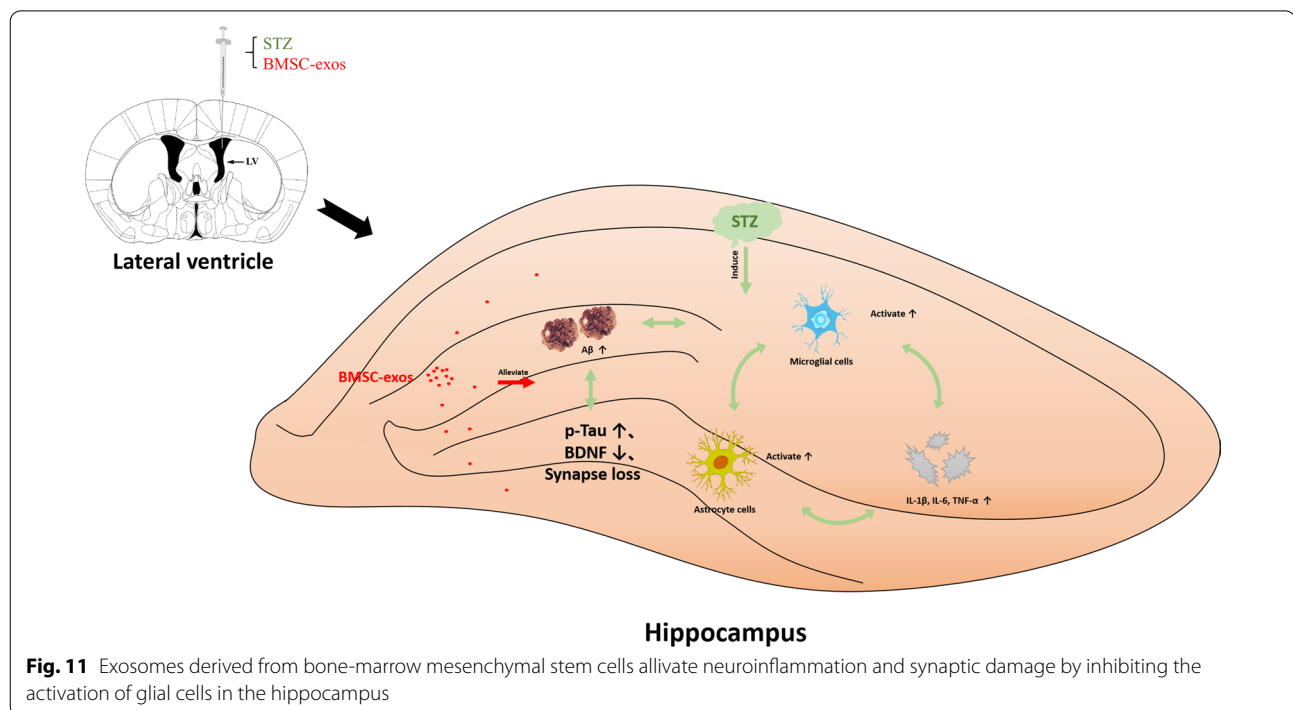 STZ
BMSC-exos
LV
Lateral ventricle
STZ
Induce
Activate ↑
Microglial cells
Aβ ↑
BMSC-exos
Alleviate
p-Tau ↑、
BDNF ↓、
Synapse loss
Activate ↑
Astrocyte cells
IL-1β, IL-6, TNF-α ↑
Hippocampus
Fig. 11 Exosomes derived from bone-marrow mesenchymal stem cells allivate neuroinflammation and synaptic damage by inhibiting the
activation of glial cells in the hippocampus